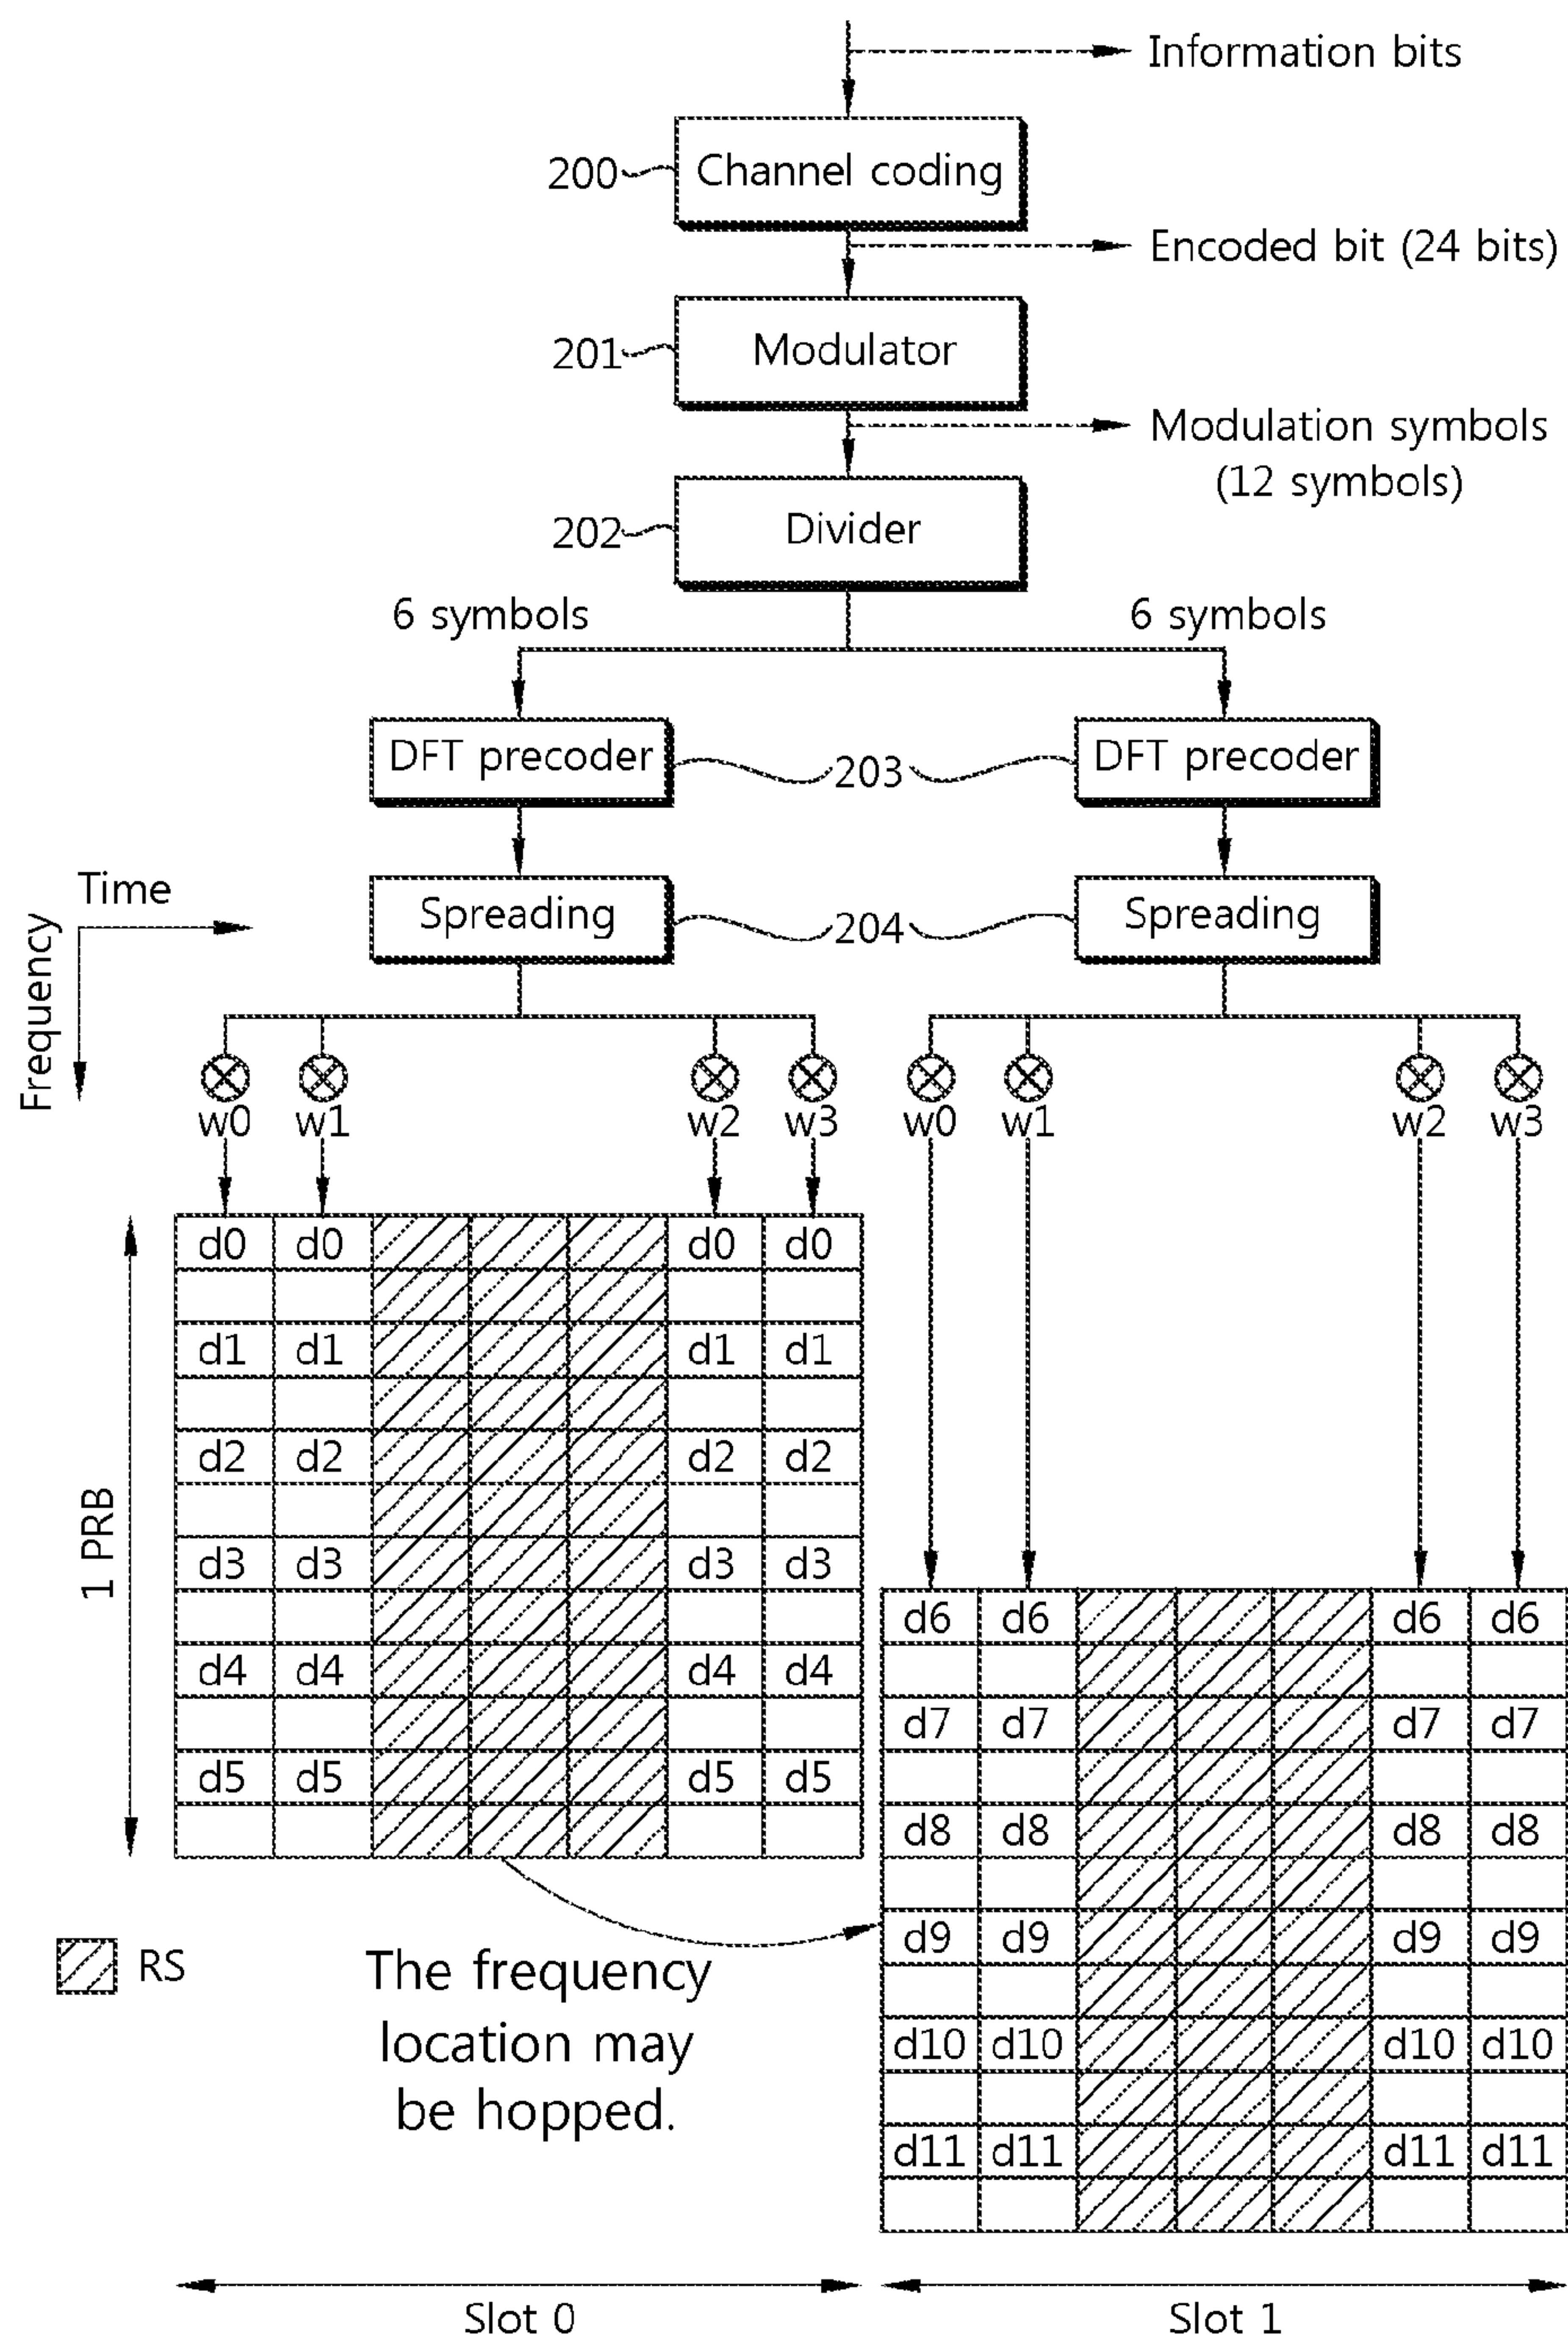 Information bits
200
Channel coding
Encoded bit (24 bits)
201
Modulator
Modulation symbols
(12 symbols)
202
Divider
6 symbols
6 symbols
DFT precoder
203
DFT precoder
Time
Frequency
Spreading
204
Spreading
w0 w1 w2 w3 w0 w1 w2 w3
1 PRB
d0 d0 d0 d0
d1 d1 d1 d1
d2 d2 d2 d2
d3 d3 d3 d3
d4 d4 d4 d4
d5 d5 d5 d5
d6 d6 d6 d6
d7 d7 d7 d7
d8 d8 d8 d8
d9 d9 d9 d9
d10 d10 d10 d10
d11 d11 d11 d11
RS
The frequency
location may
be hopped.
Slot 0
Slot 1